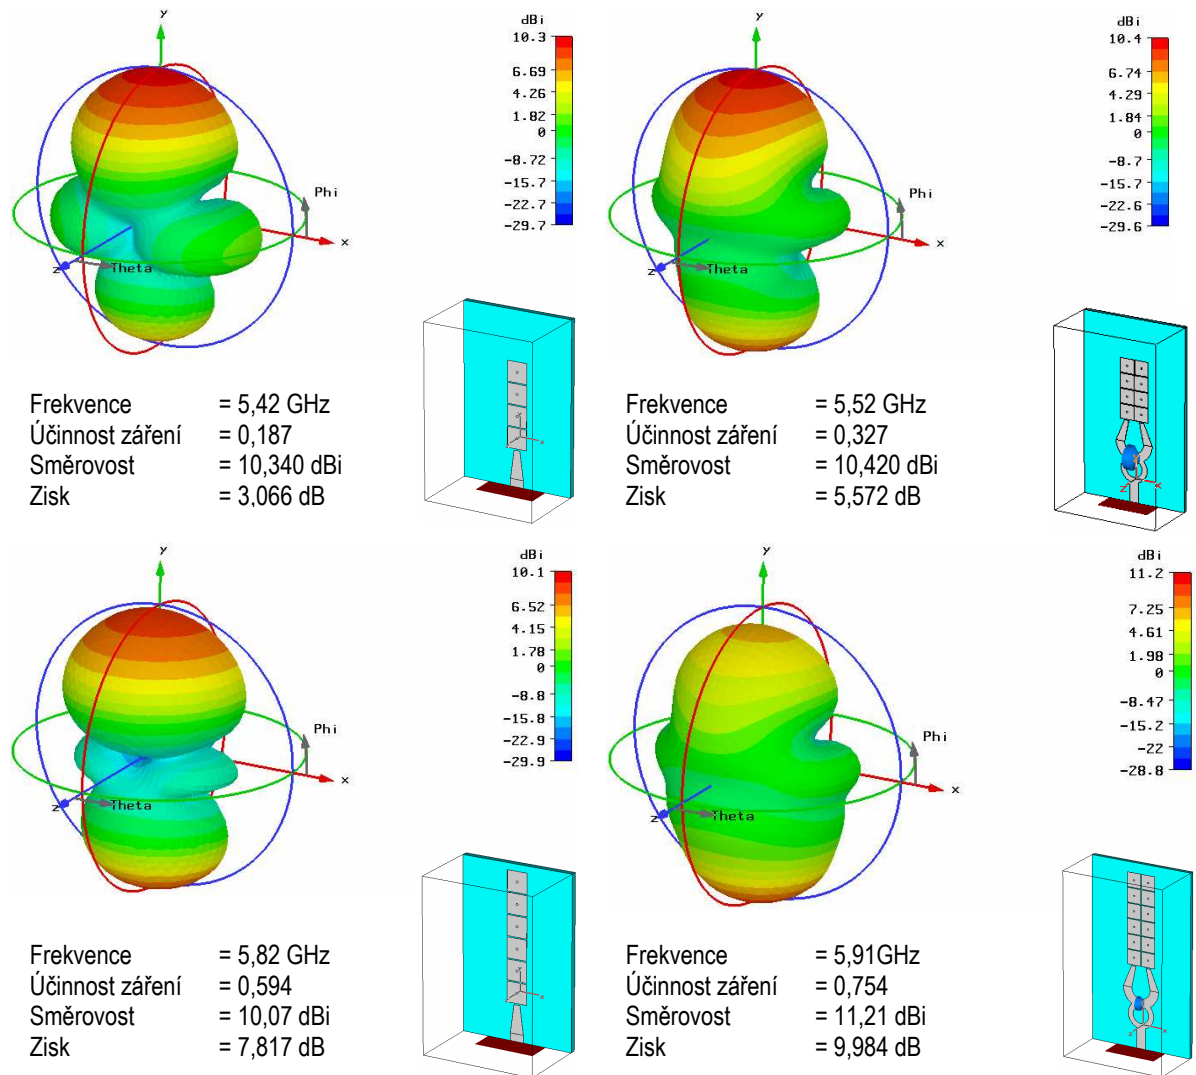 y
dBi
10.3
6.69
4.26
1.82
0
-8.72
-15.7
-22.7
-29.7
Phi
x
z
Theta
Frekvence = 5,42 GHz
Účinnost záření = 0,187
Směrovost = 10,340 dBi
Zisk = 3,066 dB
y
dBi
10.4
6.74
4.29
1.84
0
-8.7
-15.7
-22.6
-29.6
Phi
x
z
Theta
Frekvence = 5,52 GHz
Účinnost záření = 0,327
Směrovost = 10,420 dBi
Zisk = 5,572 dB
z
x
y
dBi
10.1
6.52
4.15
1.78
0
-8.8
-15.8
-22.9
-29.9
Phi
x
z
Theta
Frekvence = 5,82 GHz
Účinnost záření = 0,594
Směrovost = 10,07 dBi
Zisk = 7,817 dB
y
dBi
11.2
7.25
4.61
1.98
0
-8.47
-15.2
-22
-28.8
Phi
x
z
Theta
Frekvence = 5,91GHz
Účinnost záření = 0,754
Směrovost = 11,21 dBi
Zisk = 9,984 dB